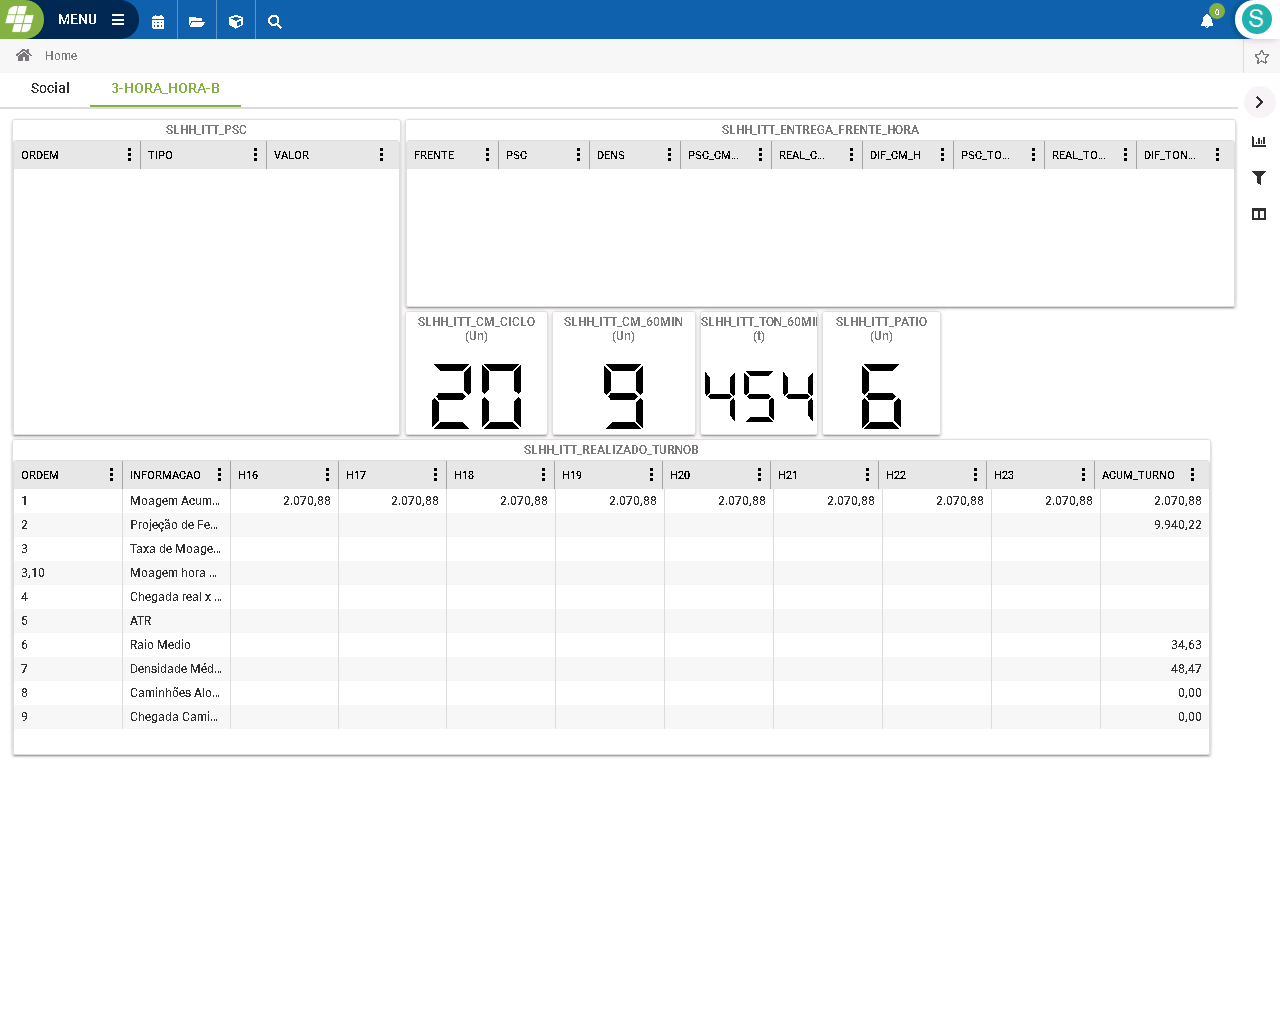 MENU
0
S
Home
Social 3-HORA_HORA-B
SLHH_ITT_PSC
ORDEM TIPO VALOR
SLHH_ITT_ENTREGA_FRENTE_HORA
FRENTE PSC DENS PSC_CM... REAL_C... DIF_CM_H PSC_TO... REAL_TO... DIF_TON...
SLHH_ITT_CM_CICLO
(Un)
20
SLHH_ITT_CM_60MIN
(Un)
9
SLHH_ITT_TON_60MI
(t)
454
SLHH_ITT_PATIO
(Un)
6
SLHH_ITT_REALIZADO_TURNOB
ORDEM INFORMACAO H16 H17 H18 H19 H20 H21 H22 H23 ACUM_TURNO
1 Moagem Acum... 2.070,88 2.070,88 2.070,88 2.070,88 2.070,88 2.070,88 2.070,88 2.070,88 2.070,88
2 Projeção de Fe... 9.940,22
3 Taxa de Moage...
3,10 Moagem hora ...
4 Chegada real x ...
5 ATR
6 Raio Medio 34,63
7 Densidade Méd... 48,47
8 Caminhões Alo... 0,00
9 Chegada Cami... 0,00